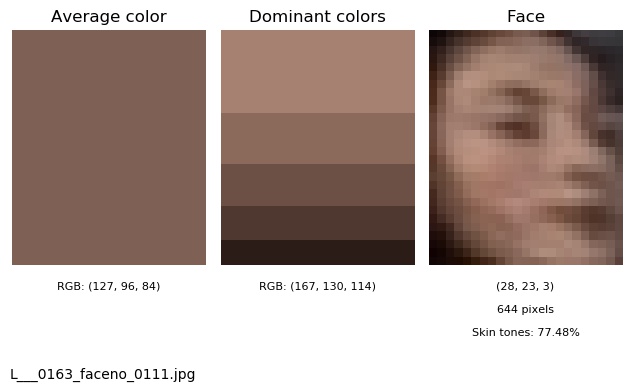 Average color
Dominant colors
Face
RGB: (127, 96, 84)
RGB: (167, 130, 114)
(28, 23, 3)
644 pixels
Skin tones: 77.48%
L___0163_faceno_0111.jpg